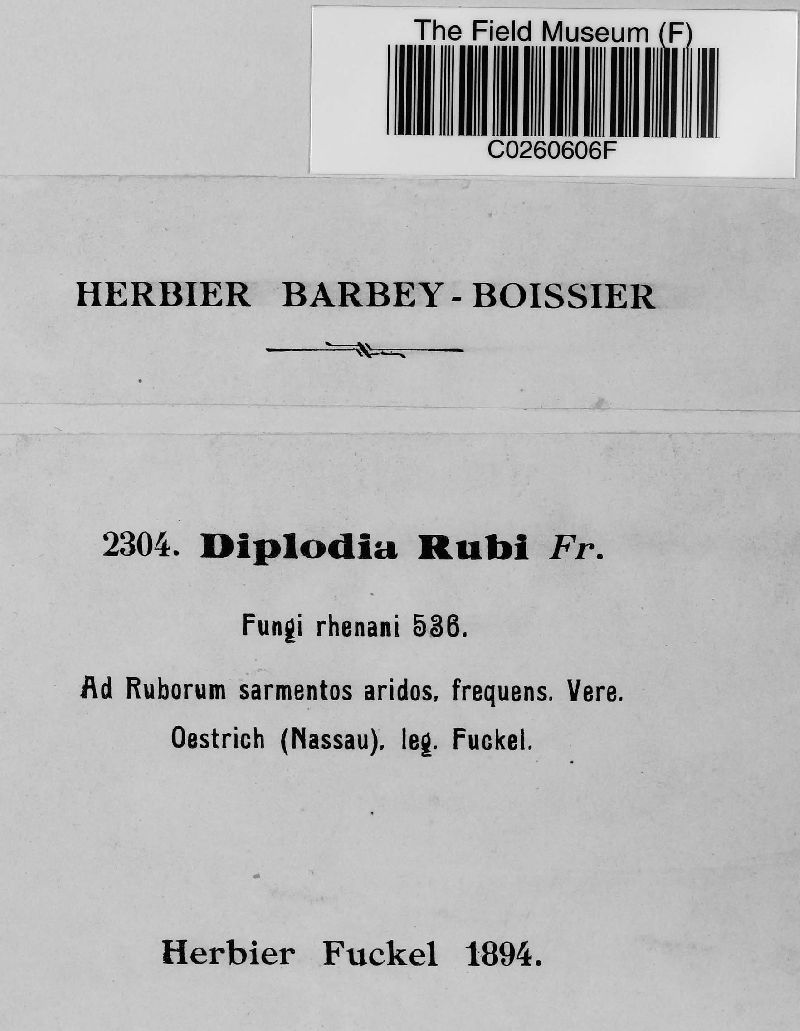 The Field Museum (F)
C0260606F
HERBIER BARBEY-BOISSIER
2304. Diplodia Rubi Fr.
Fungi rhenani 536.
Ad Ruborum sarmentos aridos, frequens. Vere.
Oestrich (Nassau), leg. Fuckel.
Herbier Fuckel 1894.